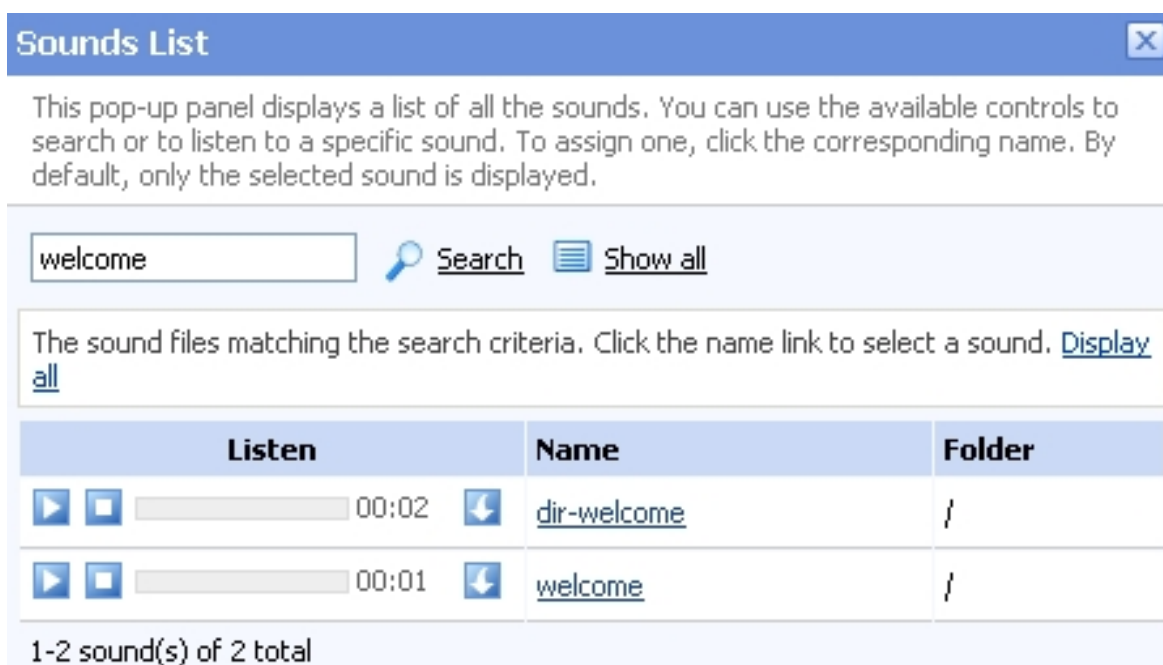 Sounds List
This pop-up panel displays a list of all the sounds. You can use the available controls to
search or to listen to a specific sound. To assign one, click the corresponding name. By
default, only the selected sound is displayed.
welcome Search Show all
The sound files matching the search criteria. Click the name link to select a sound. Display
all
Listen Name Folder
00:02 dir-welcome /
00:01 welcome /
1-2 sound(s) of 2 total